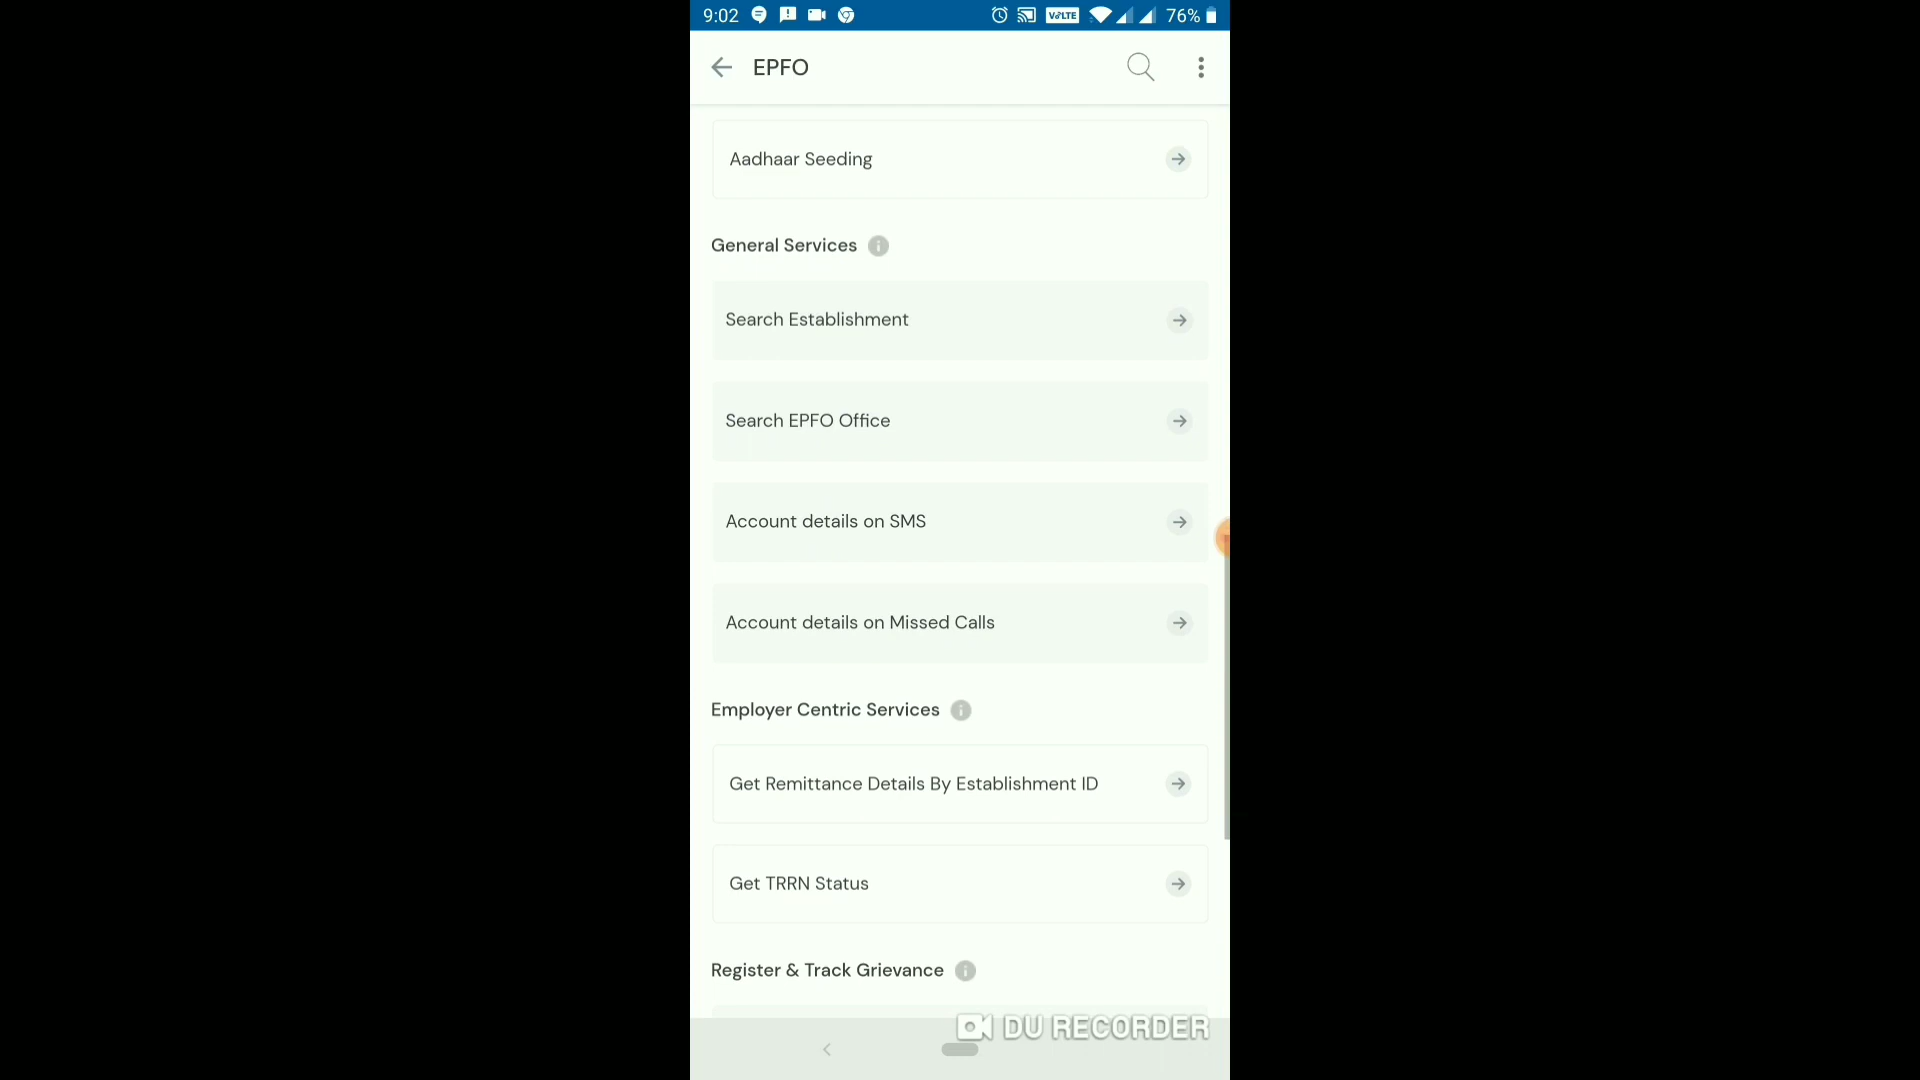 9:02 VoLTE 76%
EPFO
Aadhaar Seeding
General Services
Search Establishment
Search EPFO Office
Account details on SMS
Account details on Missed Calls
Employer Centric Services
Get Remittance Details By Establishment ID
Get TRRN Status
Register & Track Grievance
DU RECORDER